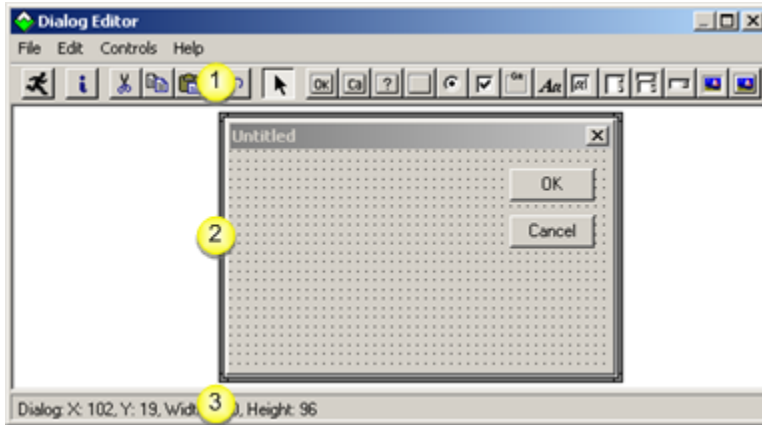 Dialog Editor
File Edit Controls Help
1
OK Ca ?
Aa
Untitled
OK
2
Cancel
3
Dialog: X: 102, Y: 19, Height: 96